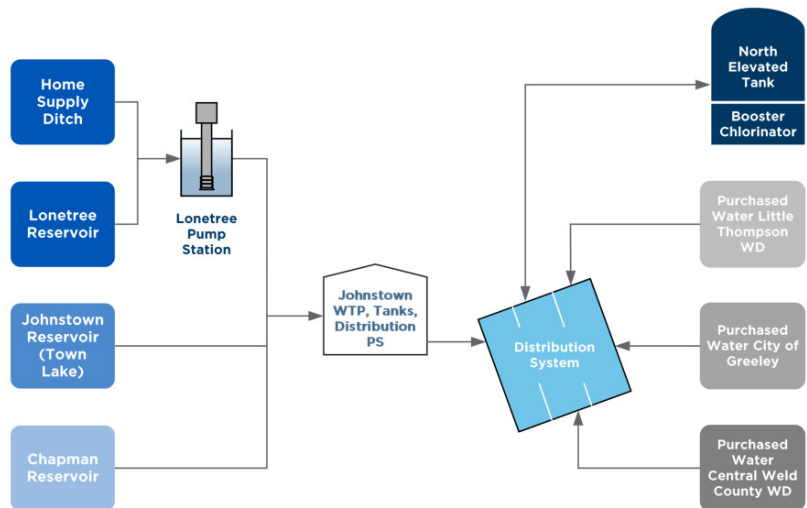 Home
Supply
Ditch
Lonetree
Reservoir
Johnstown
Reservoir
(Town
Lake)
Chapman
Reservoir
Lonetree
Pump
Station
Johnstown
WTP, Tanks,
Distribution
PS
Distribution
System
North
Elevated
Tank
Booster
Chlorinator
Purchased
Water Little
Thompson
WD
Purchased
Water City of
Greeley
Purchased
Water
Central Weld
County WD